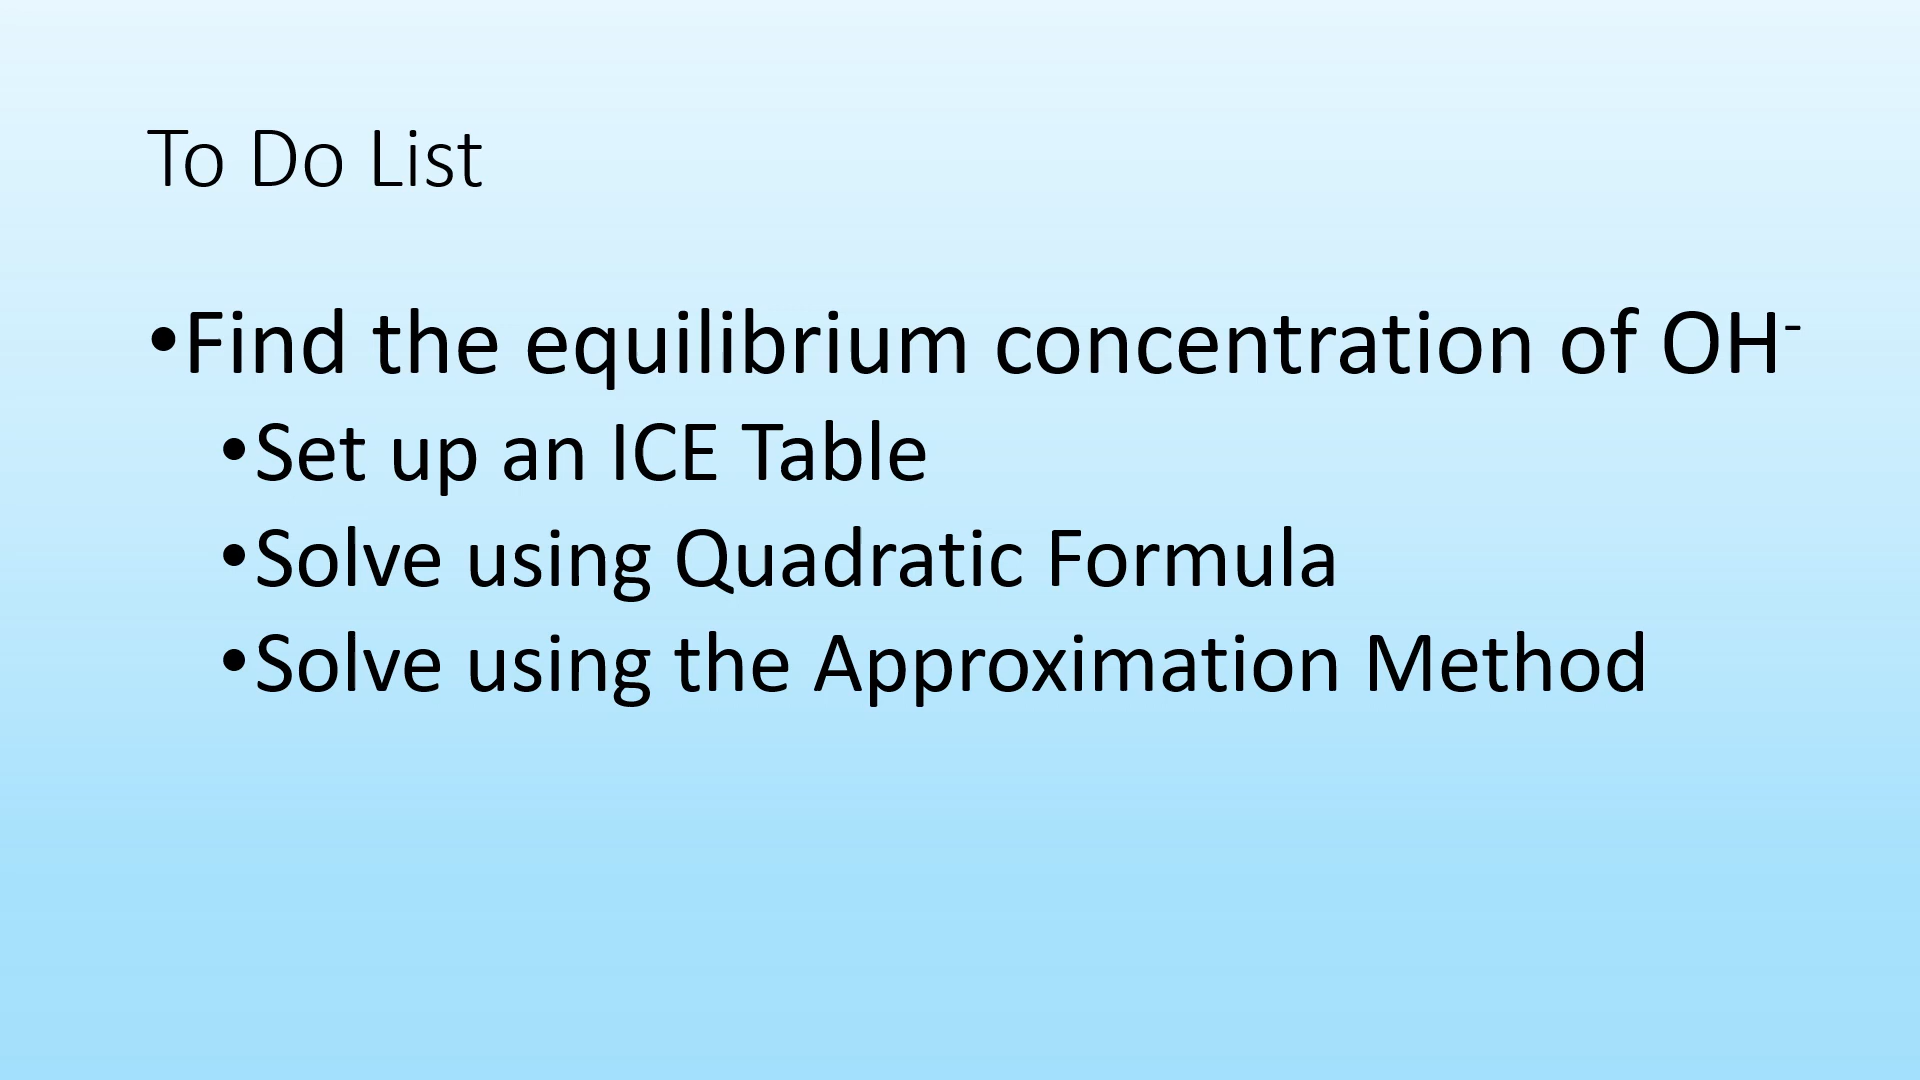 To Do List
•Find the equilibrium concentration of OH⁻
•Set up an ICE Table
•Solve using Quadratic Formula
•Solve using the Approximation Method